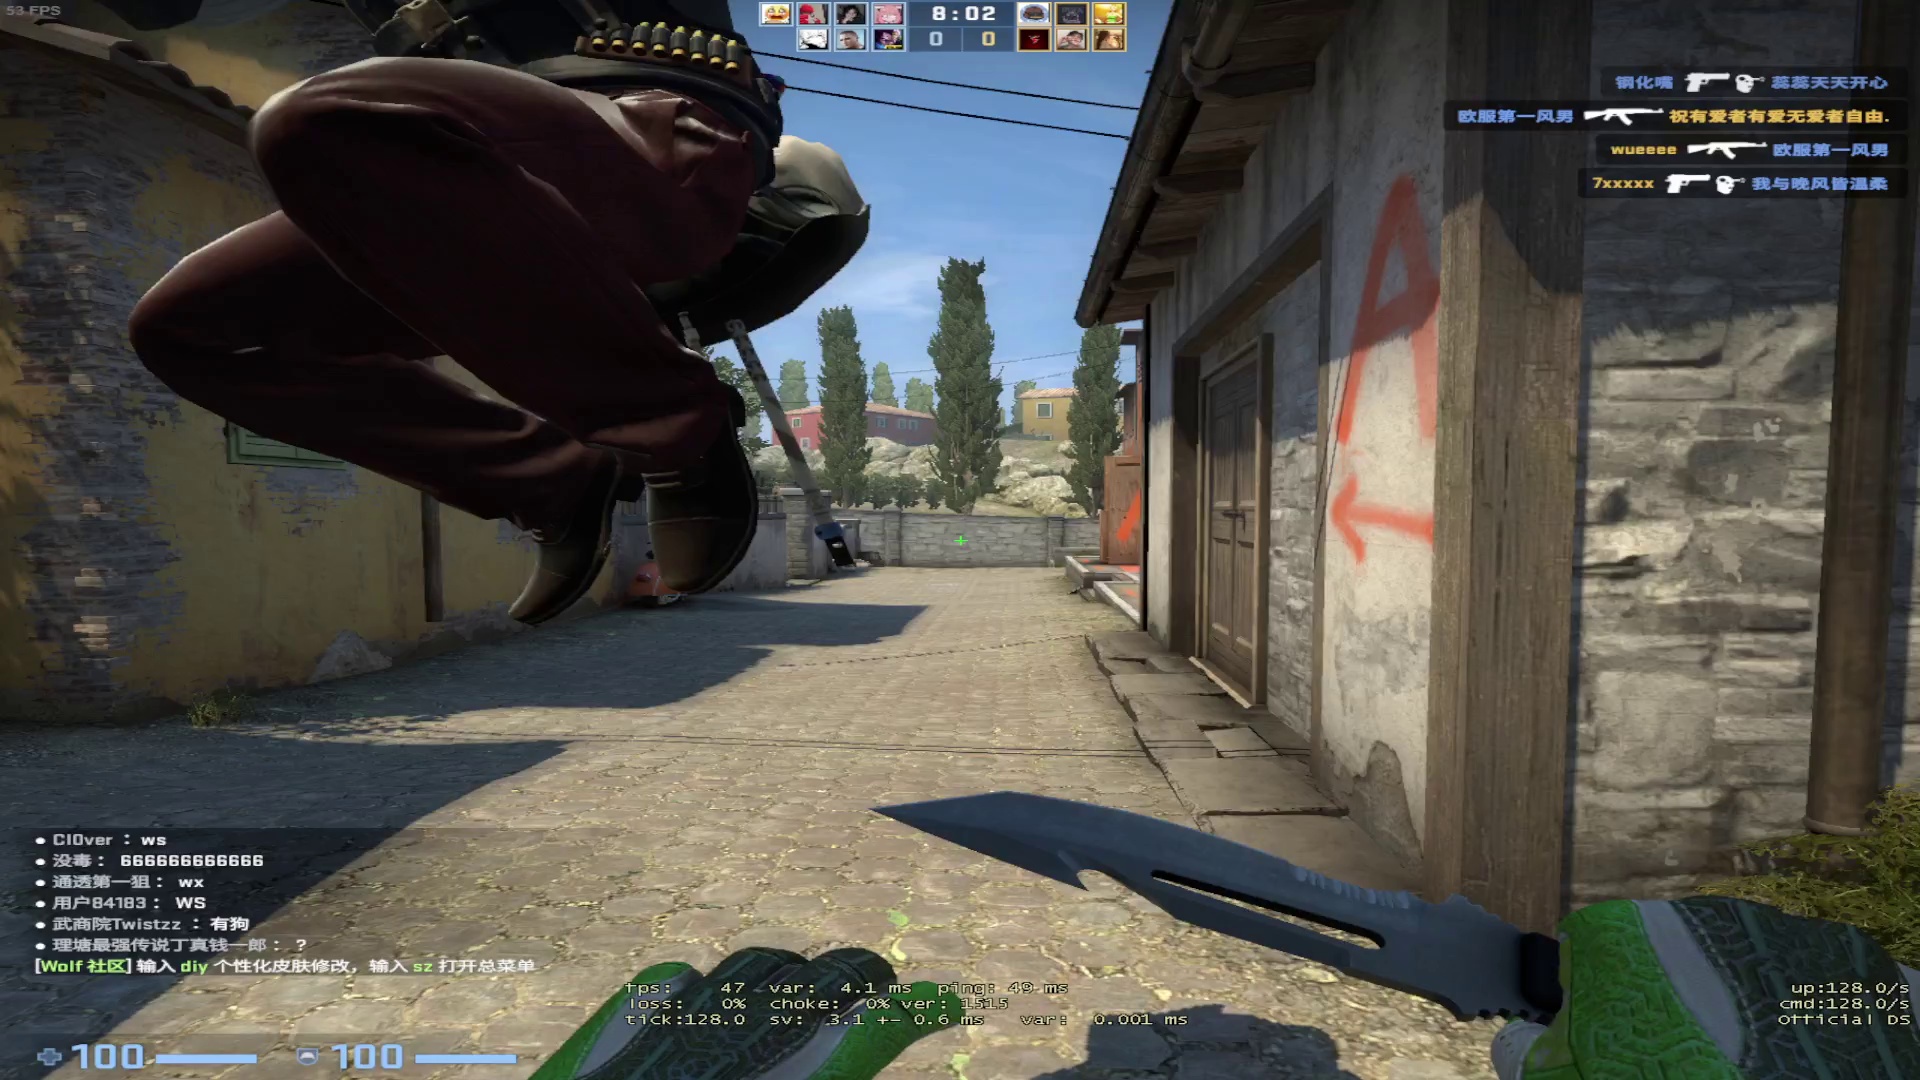 53 FPS
8:02
0 0
钢化嘴 蕊蕊天天开心
欧服第一风男 祝有爱者有爱无爱者自由.
wueeee 欧服第一风男
7xxxxx 我与晚风皆温柔
A
Cl0ver : ws
没毒: 666666666666
通透第一狙: wx
用户84183: WS
武商院Twistzz : 有狗
理塘最强传说丁真钱一郎: ?
[Wolf 社区] 输入 diy 个性化皮肤修改, 输入 sz 打开总菜单
fps: 47 var: 4.1 ms ping: 49 ms
loss: 0% choke: 0% ver: 1515
tick:128.0 sv: 3.1 +- 0.6 ms var: 0.001 ms
up:128.0/s
cmd:128.0/s
Official DS
100 100